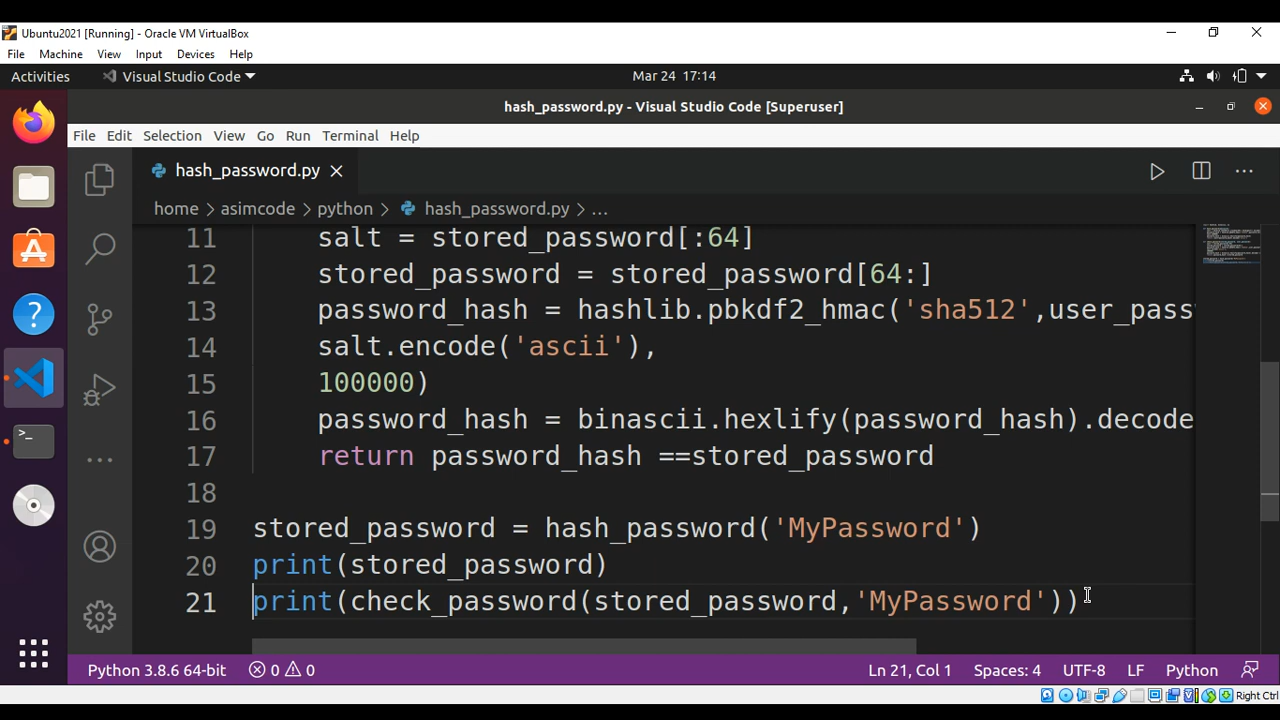 Ubuntu2021 [Running] - Oracle VM VirtualBox
File Machine View Input Devices Help
Activities Visual Studio Code Mar 24 17:14
hash_password.py - Visual Studio Code [Superuser]
File Edit Selection View Go Run Terminal Help
hash_password.py
home > asimcode > python > hash_password.py > ...
11 salt = stored_password[:64]
12 stored_password = stored_password[64:]
13 password_hash = hashlib.pbkdf2_hmac('sha512',user_pass
14 salt.encode('ascii'),
15 100000)
16 password_hash = binascii.hexlify(password_hash).decode
17 return password_hash ==stored_password
18
19 stored_password = hash_password('MyPassword')
20 print(stored_password)
21 print(check_password(stored_password,'MyPassword'))
Python 3.8.6 64-bit 0 0 Ln 21, Col 1 Spaces: 4 UTF-8 LF Python
Right Ctrl